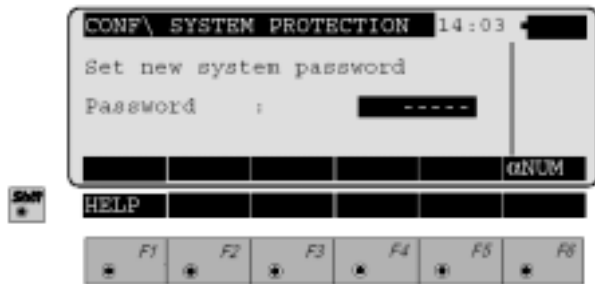 CONF\ SYSTEM PROTECTION 14:03
Set new system password
Password : -----
αNUM
Shift
HELP
F1 F2 F3 F4 F5 F6